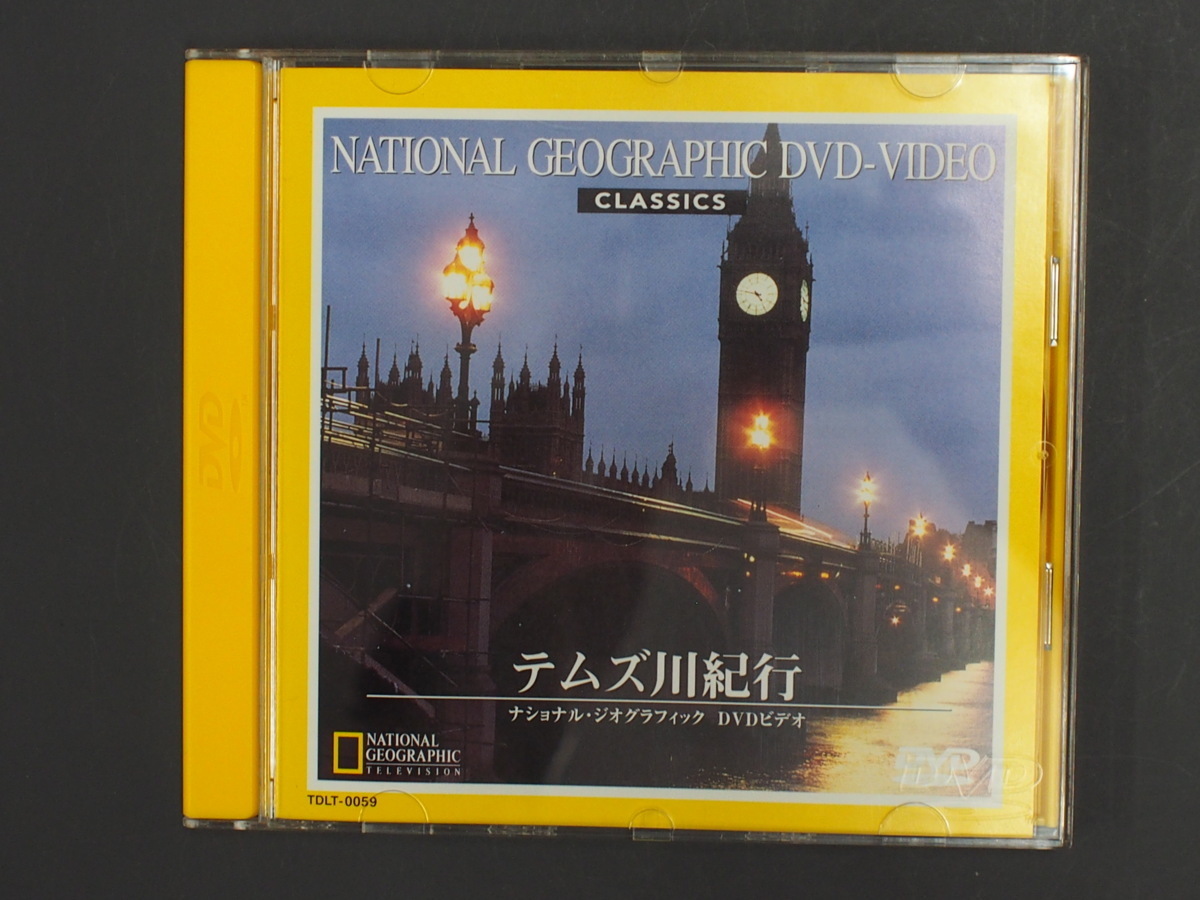 NATIONAL GEOGRAPHIC DVD-VIDEO
CLASSICS
DVD
テムズ川紀行
ナショナル・ジオグラフィック DVDビデオ
NATIONAL
GEOGRAPHIC
TELEVISION
DVD
TDLT-0059